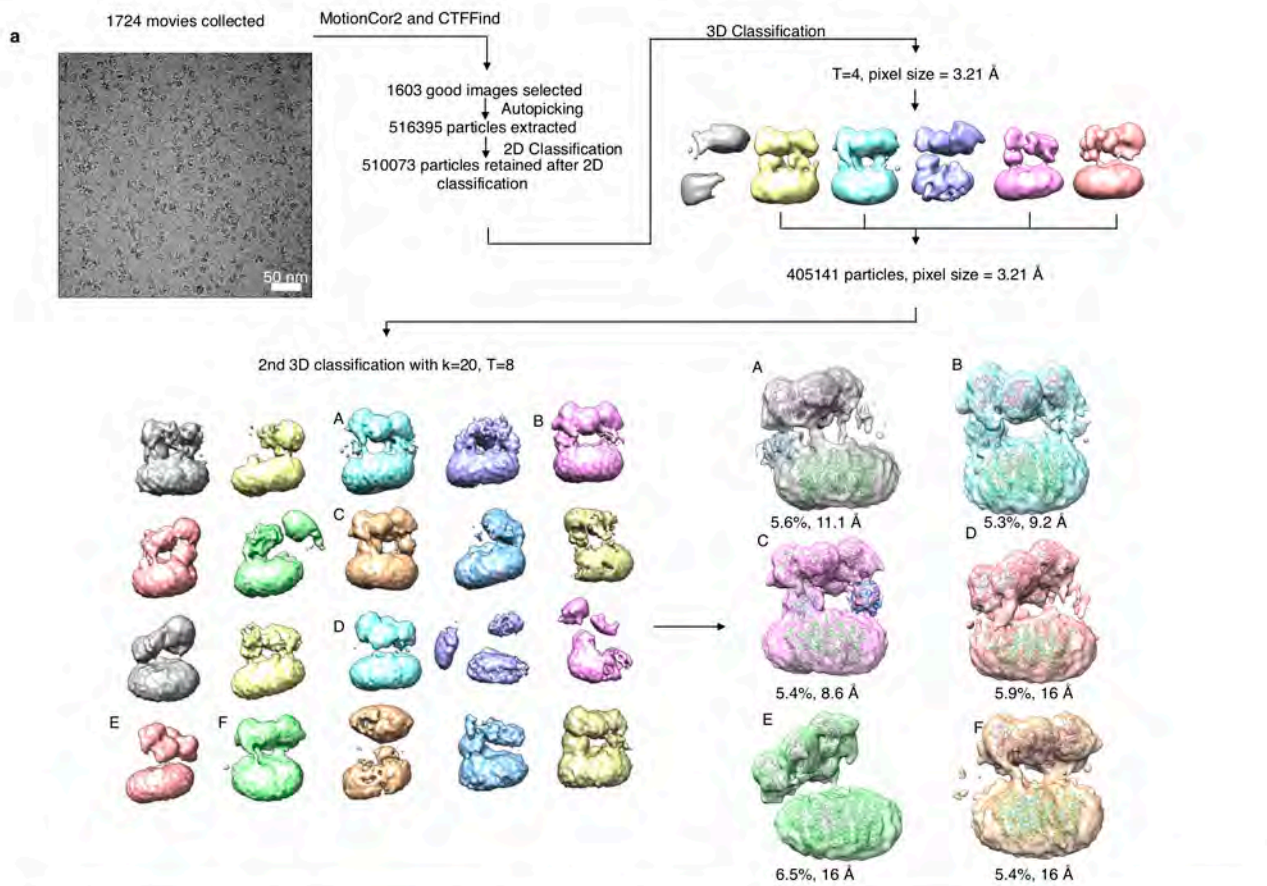 a
1724 movies collected
MotionCor2 and CTFFind
50 nm
1603 good images selected
Autopicking
516395 particles extracted
2D Classification
510073 particles retained after 2D
classification
3D Classification
T=4, pixel size = 3.21 Å
405141 particles, pixel size = 3.21 Å
2nd 3D classification with k=20, T=8
A
B
C
D
E
F
A
B
5.6%, 11.1 Å
5.3%, 9.2 Å
C
D
5.4%, 8.6 Å
5.9%, 16 Å
E
F
6.5%, 16 Å
5.4%, 16 Å